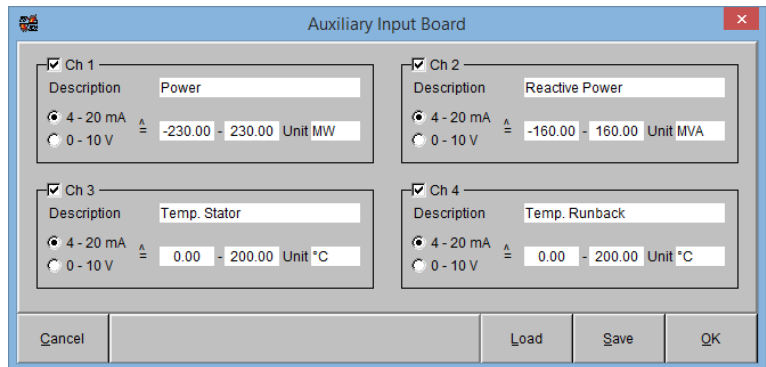 Auxiliary Input Board
Ch 1
Description Power
4 - 20 mA
0 - 10 V
≙ -230.00 - 230.00 Unit MW
Ch 2
Description Reactive Power
4 - 20 mA
0 - 10 V
≙ -160.00 - 160.00 Unit MVA
Ch 3
Description Temp. Stator
4 - 20 mA
0 - 10 V
≙ 0.00 - 200.00 Unit °C
Ch 4
Description Temp. Runback
4 - 20 mA
0 - 10 V
≙ 0.00 - 200.00 Unit °C
Cancel Load Save OK